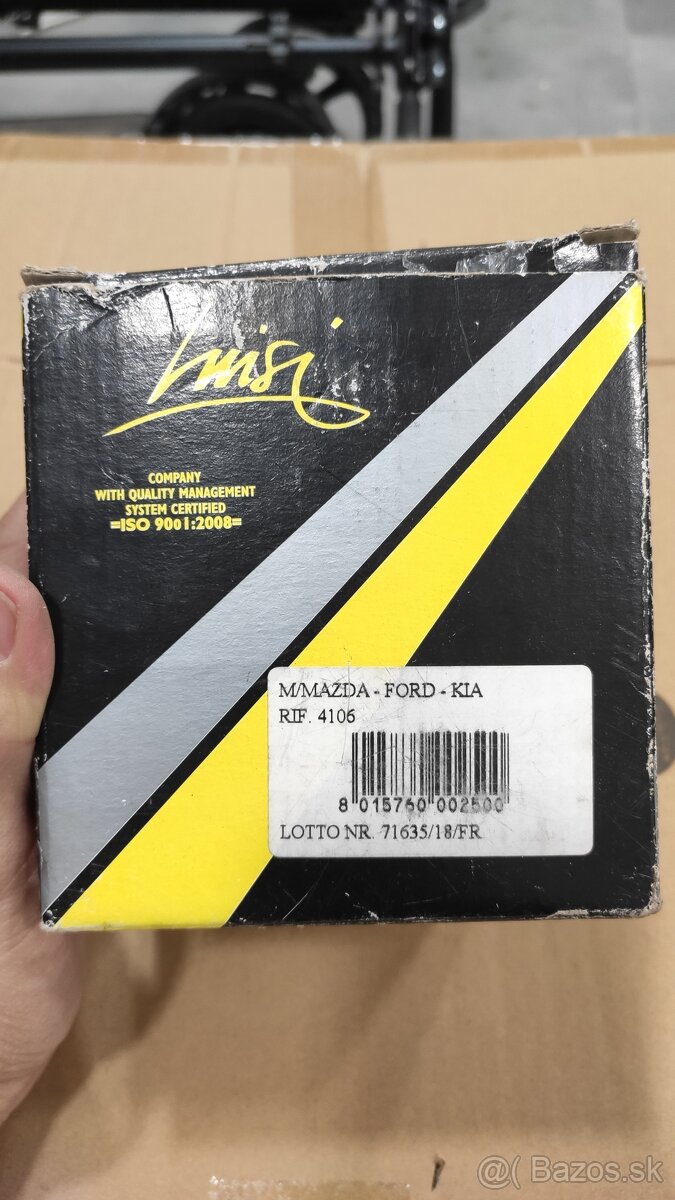 Luisi
COMPANY
WITH QUALITY MANAGEMENT
SYSTEM CERTIFIED
=ISO 9001:2008=
M/MAZDA - FORD - KIA
RIF. 4106
8 015760 002500
LOTTO NR. 71635/18/FR
@( Bazos.sk